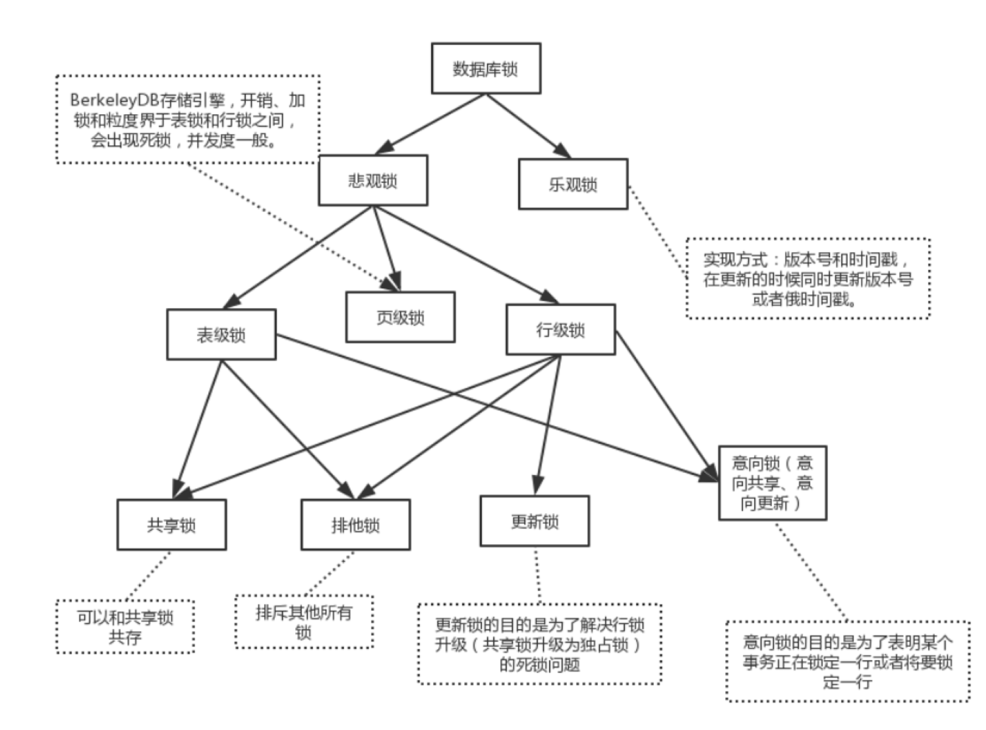 数据库锁
BerkeleyDB存储引擎，开销、加
锁和粒度界于表锁和行锁之间，
会出现死锁，并发度一般。
悲观锁
乐观锁
实现方式：版本号和时间戳，
在更新的时候同时更新版本号
或者俄时间戳。
表级锁
页级锁
行级锁
意向锁（意
向共享、意
向更新）
共享锁
排他锁
更新锁
可以和共享锁
共存
排斥其他所有
锁
更新锁的目的是为了解决行锁
升级（共享锁升级为独占锁）
的死锁问题
意向锁的目的是为了表明某个
事务正在锁定一行或者将要锁
定一行